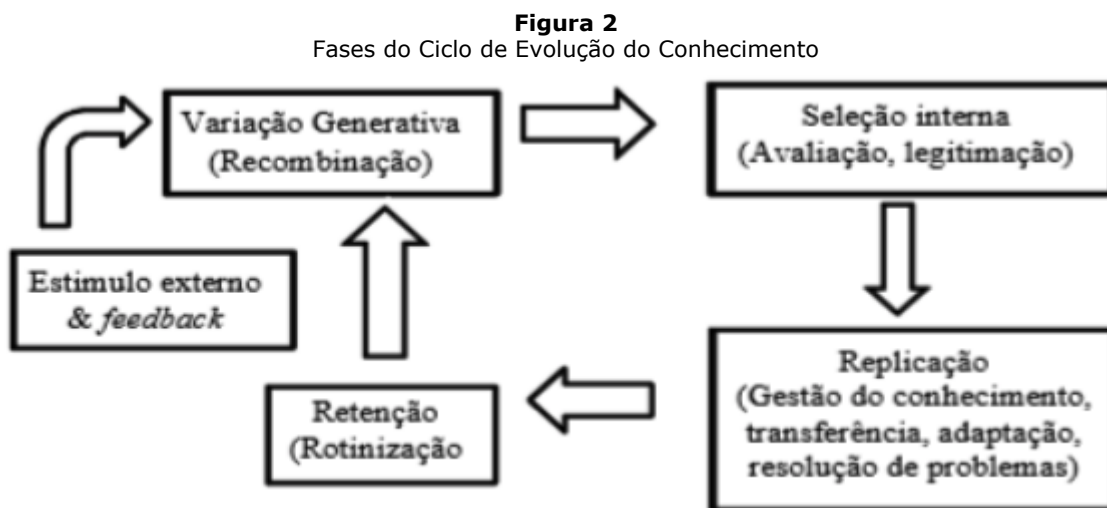 Figura 2
Fases do Ciclo de Evolução do Conhecimento
Variação Generativa
(Recombinação)
Seleção interna
(Avaliação, legitimação)
Estimulo externo
& feedback
Retenção
(Rotinização
Replicação
(Gestão do conhecimento,
transferência, adaptação,
resolução de problemas)